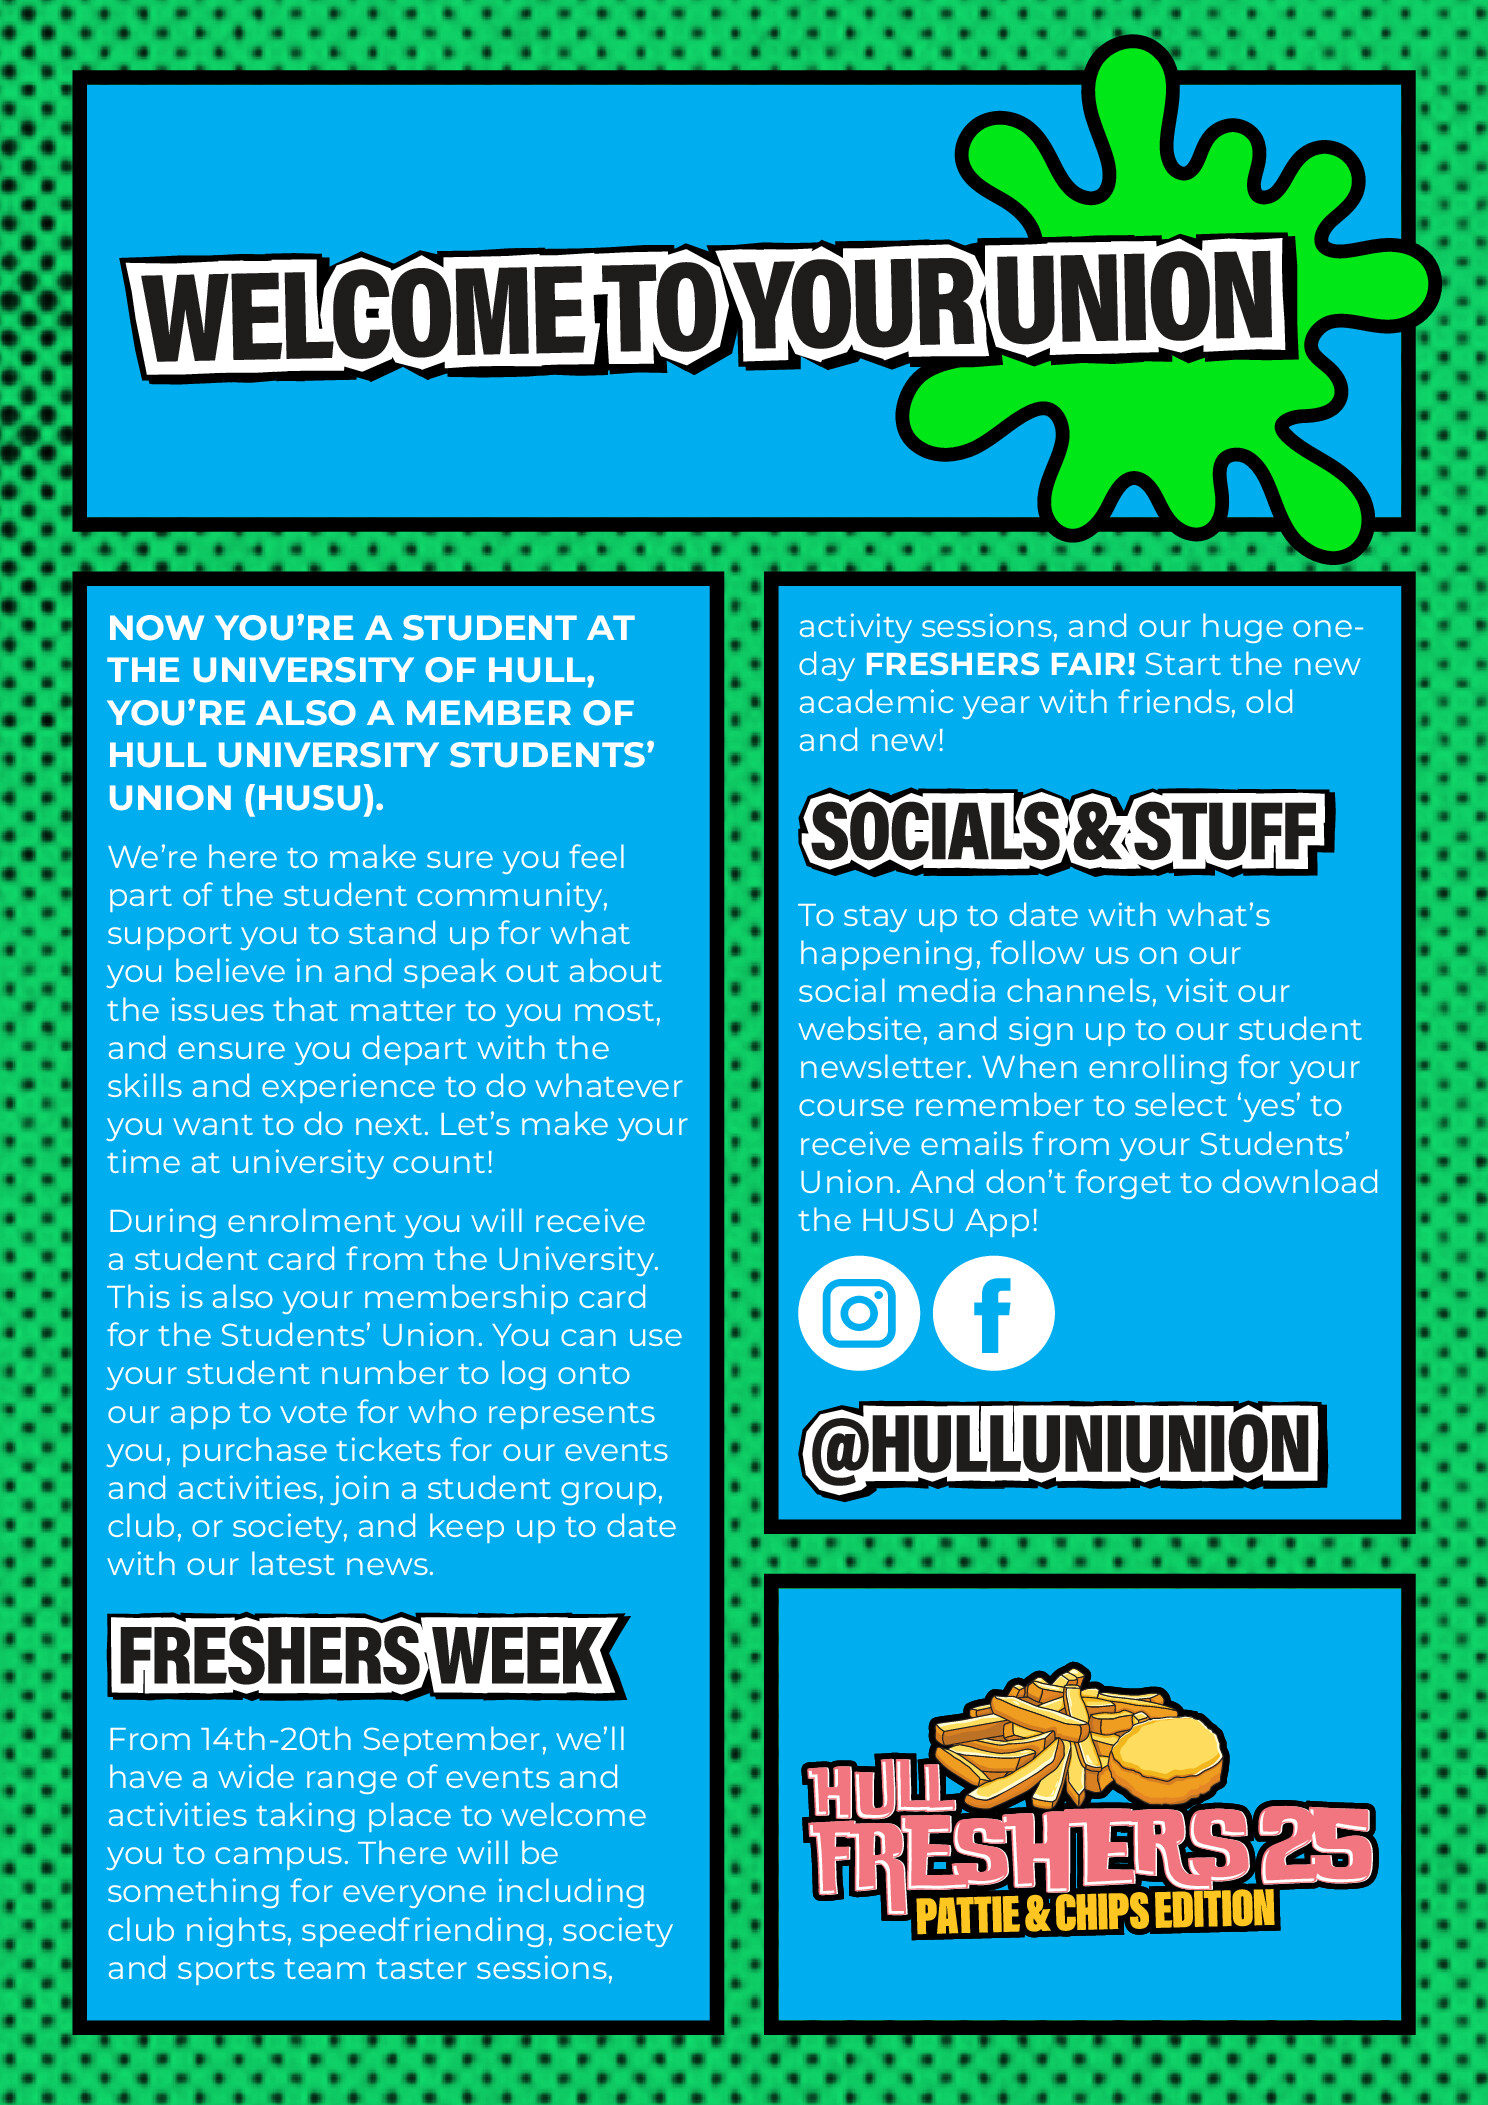 WELCOME TO YOUR UNION
NOW YOU’RE A STUDENT AT
THE UNIVERSITY OF HULL,
YOU’RE ALSO A MEMBER OF
HULL UNIVERSITY STUDENTS’
UNION (HUSU).
We’re here to make sure you feel
part of the student community,
support you to stand up for what
you believe in and speak out about
the issues that matter to you most,
and ensure you depart with the
skills and experience to do whatever
you want to do next. Let’s make your
time at university count!
During enrolment you will receive
a student card from the University.
This is also your membership card
for the Students’ Union. You can use
your student number to log onto
our app to vote for who represents
you, purchase tickets for our events
and activities, join a student group,
club, or society, and keep up to date
with our latest news.
FRESHERS WEEK
From 14th-20th September, we’ll
have a wide range of events and
activities taking place to welcome
you to campus. There will be
something for everyone including
club nights, speedfriending, society
and sports team taster sessions,
activity sessions, and our huge one-
day FRESHERS FAIR! Start the new
academic year with friends, old
and new!
SOCIALS & STUFF
To stay up to date with what’s
happening, follow us on our
social media channels, visit our
website, and sign up to our student
newsletter. When enrolling for your
course remember to select ‘yes’ to
receive emails from your Students’
Union. And don’t forget to download
the HUSU App!
@HULLUNIUNION
HULL
FRESHERS 25
PATTIE & CHIPS EDITION